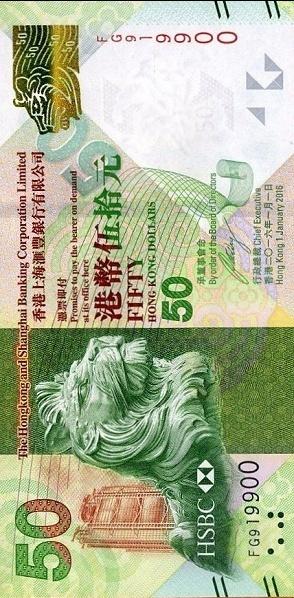 FG919900
The Hongkong and Shanghai Banking Corporation Limited
香港上海滙豐銀行有限公司
憑票即付 Promises to pay the bearer on demand
at its office here
港幣伍拾元
FIFTY
HONG KONG DOLLARS
50
50
承董事會命
By order of the Board of Directors
行政總裁 Chief Executive
香港二〇一六年一月一日
Hong Kong, 1 January 2016
50
HSBC
FG919900